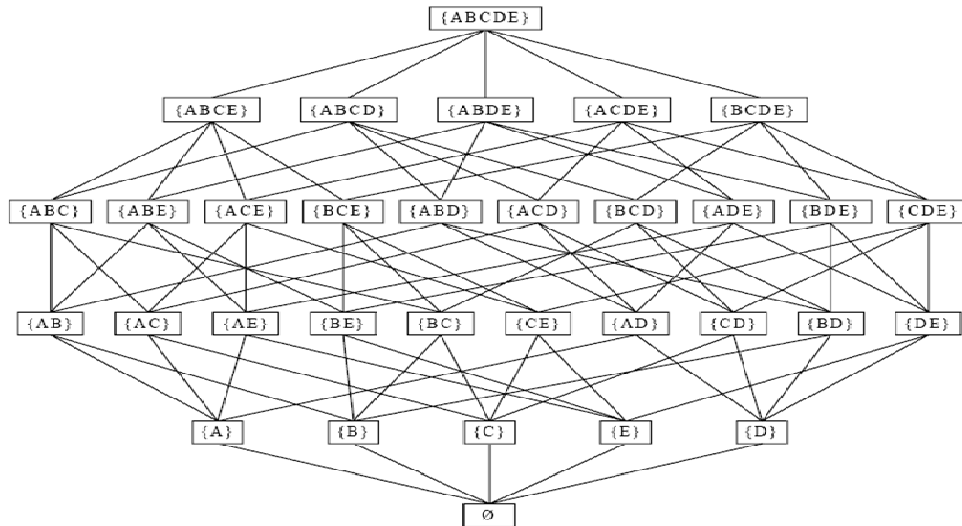 {ABCDE}
{ABCE} {ABCD} {ABDE} {ACDE} {BCDE}
{ABC} {ABE} {ACE} {BCE} {ABD} {ACD} {BCD} {ADE} {BDE} {CDE}
{AB} {AC} {AE} {BE} {BC} {CE} {AD} {CD} {BD} {DE}
{A} {B} {C} {E} {D}
Ø